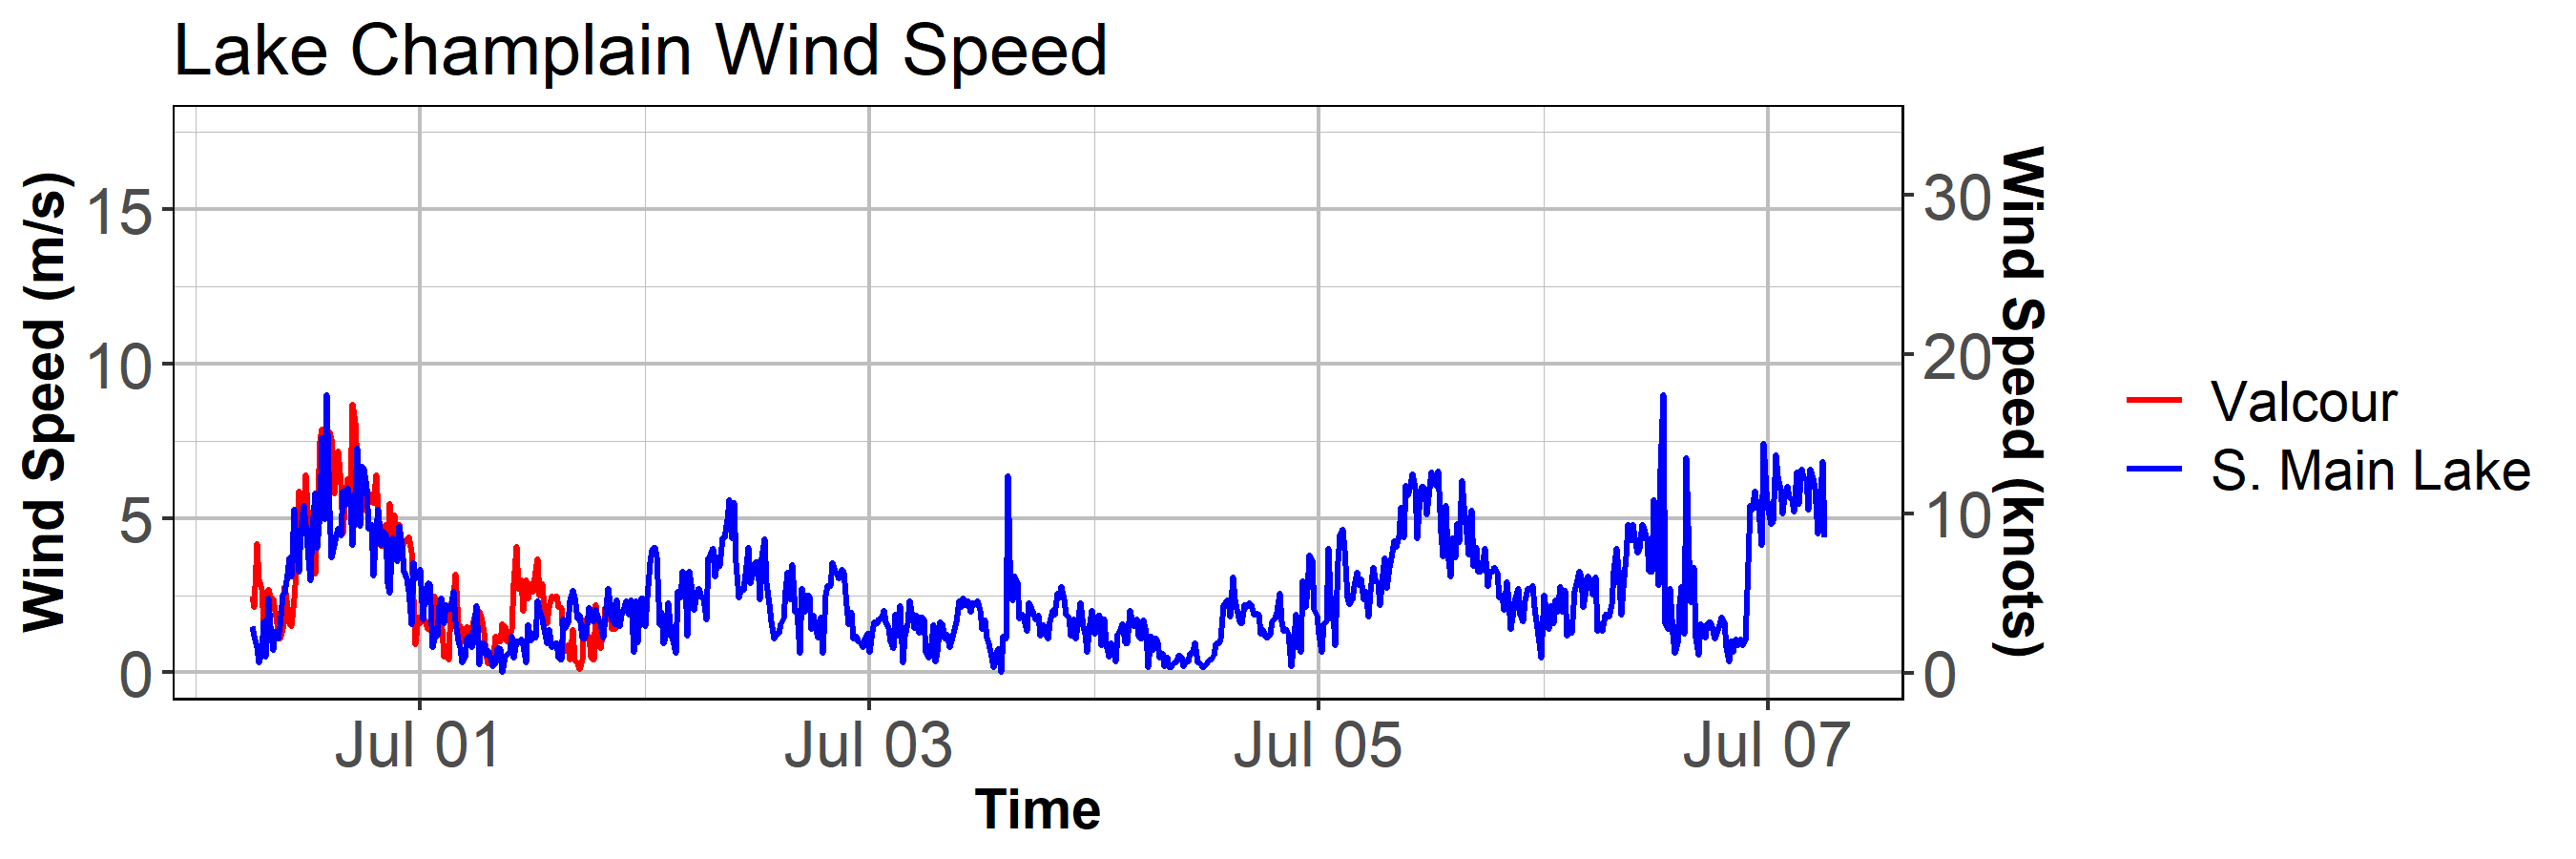 Lake Champlain Wind Speed
Wind Speed (m/s)
15
10
5
0
30
20
10
0
Wind Speed (knots)
Jul 01
Jul 03
Jul 05
Jul 07
Time
Valcour
S. Main Lake